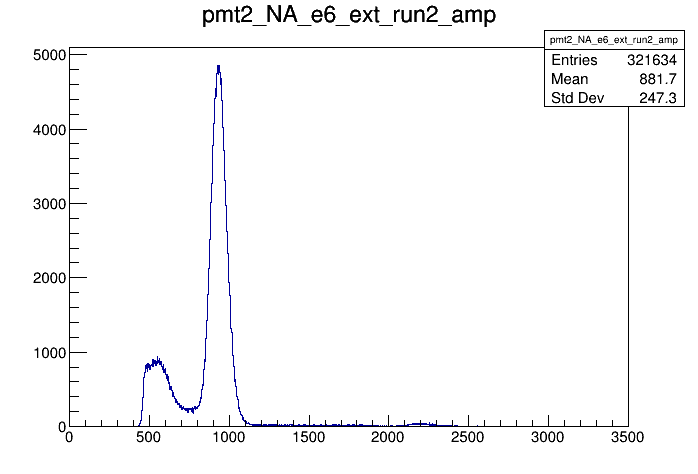 pmt2_NA_e6_ext_run2_amp
pmt2_NA_e6_ext_run2_amp
Entries 321634
Mean 881.7
Std Dev 247.3
5000
4000
3000
2000
1000
0
0 500 1000 1500 2000 2500 3000 3500